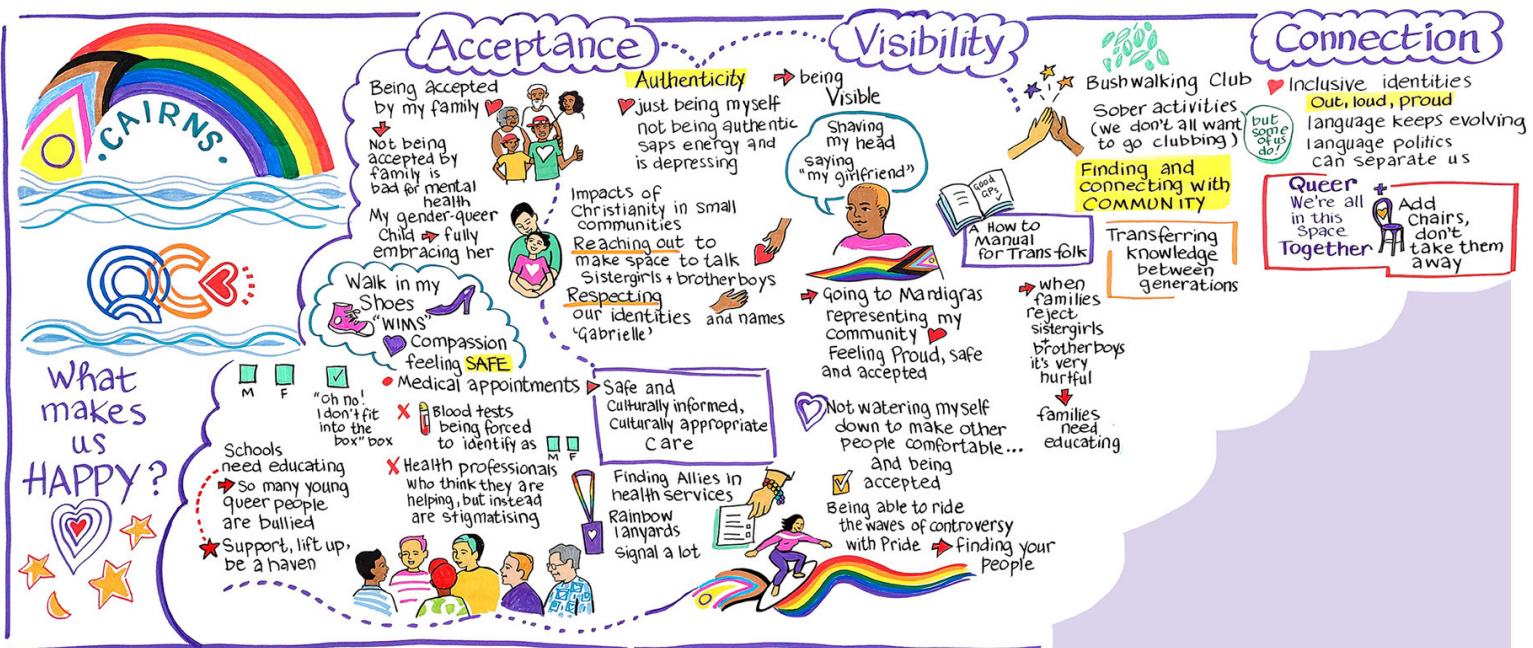 CAIRNS.
QC
What
makes
us
HAPPY?
Acceptance
Being accepted
by my family
Not being
accepted by
family is
bad for mental
health
My gender-queer
Child → fully
embracing her
Walk in my
Shoes
"WIMS"
Compassion
feeling SAFE
Authenticity
just being myself
not being authentic
saps energy and
is depressing
Impacts of
Christianity in small
communities
Reaching out to
make space to talk
Sistergirls + brotherboys
Respecting
our identities and names
'Gabrielle'
M F
"oh no!
I don't fit
into the
box" box
Schools
need educating
→ So many young
queer people
are bullied
Support, lift up,
be a haven
Medical appointments
Blood tests
being forced
to identify as M F
Health professionals
who think they are
helping, but instead
are stigmatising
Safe and
Culturally informed,
Culturally appropriate
care
Finding Allies in
health services
Rainbow
lanyards
signal a lot
Visibility
→ being
Visible
Shaving
my head
saying
"my girlfriend"
→ Going to Mardigras
representing my
community
Feeling Proud, safe
and accepted
Not watering myself
down to make other
people comfortable...
and being
accepted
Being able to ride
the waves of controversy
with Pride → finding your
People
GOOD
GPs
A How to
Manual
for Trans folk
→ when
families
reject
sistergirls
+
brotherboys
it's very
hurtful
families
need
educating
Connection
Bushwalking Club
Sober activities
(we don't all want
to go clubbing)
but
some
of us
do!
Finding and
connecting with
COMMUNITY
Transferring
knowledge
between
generations
Inclusive identities
Out, loud, proud
language keeps evolving
language politics
can separate us
Queer
We're all
in this
Space
Together
+
Add
Chairs,
don't
take them
away